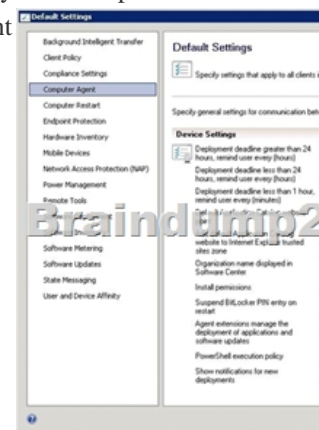 nt
Default Settings
Background Intelligent Transfer
Client Policy
Compliance Settings
Computer Agent
Computer Restart
Endpoint Protection
Hardware Inventory
Mobile Devices
Network Access Protection (NAP)
Power Management
Remote Tools
Software Metering
Software Updates
State Messaging
User and Device Affinity
Default Settings
Specify settings that apply to all clients i
Specify general settings for communication bet
Device Settings
Deployment deadline greater than 24
hours, remind user every (hours)
Deployment deadline less than 24
hours, remind user every (hours)
Deployment deadline less than 1 hour,
remind user every (minutes)
website to Internet Explorer trusted
sites zone
Organization name displayed in
Software Center
Install permissions
Suspend BitLocker PIN entry on
restart
Agent extensions manage the
deployment of applications and
software updates
PowerShell execution policy
Show notifications for new
deployments
Braindump2